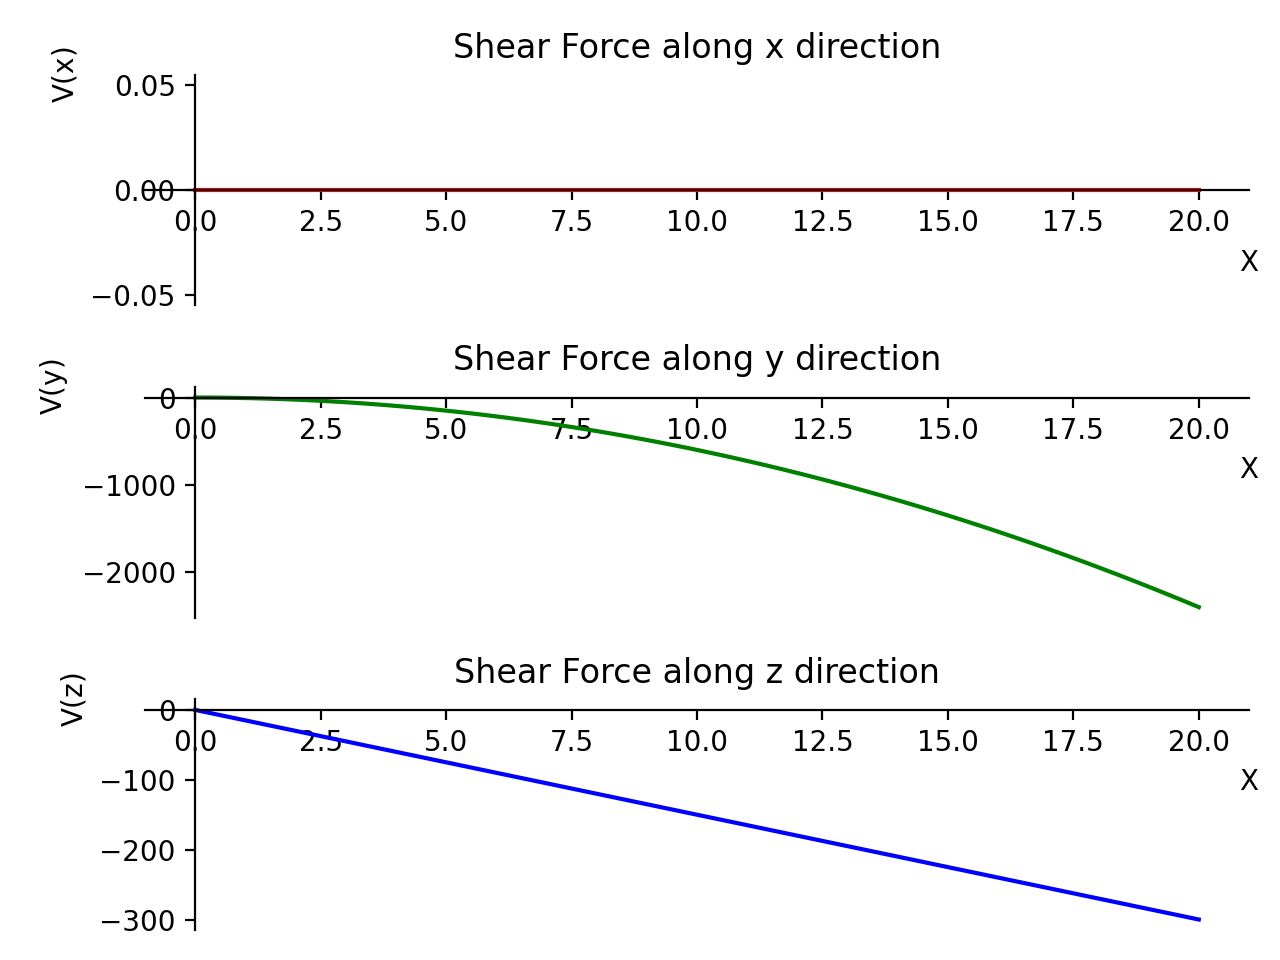 Shear Force along x direction
V(x)
0.05
0.00
−0.05
0.0 2.5 5.0 7.5 10.0 12.5 15.0 17.5 20.0
X
Shear Force along y direction
V(y)
0
−1000
−2000
0.0 2.5 5.0 7.5 10.0 12.5 15.0 17.5 20.0
X
Shear Force along z direction
V(z)
0
−100
−200
−300
0.0 2.5 5.0 7.5 10.0 12.5 15.0 17.5 20.0
X